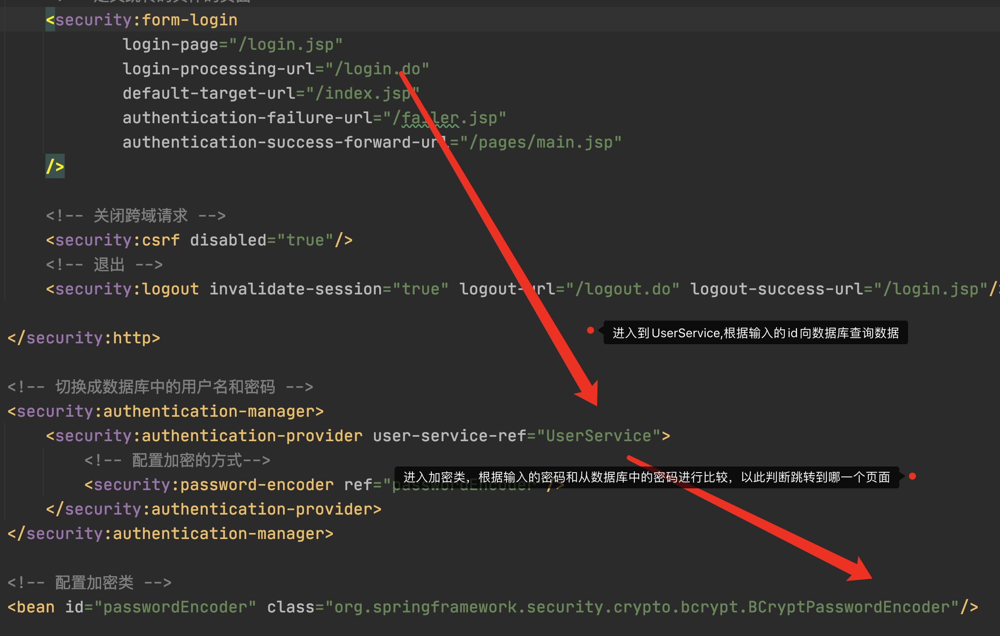 <security:form-login
login-page="/login.jsp"
login-processing-url="/login.do"
default-target-url="/index.jsp"
authentication-failure-url="/failer.jsp"
authentication-success-forward-url="/pages/main.jsp"
/>
<!-- 关闭跨域请求 -->
<security:csrf disabled="true"/>
<!-- 退出 -->
<security:logout invalidate-session="true" logout-url="/logout.do" logout-success-url="/login.jsp"/>
进入到UserService,根据输入的id向数据库查询数据
</security:http>
<!-- 切换成数据库中的用户名和密码 -->
<security:authentication-manager>
<security:authentication-provider user-service-ref="UserService">
<!-- 配置加密的方式-->
<security:password-encoder ref="passwordEncoder"/>
进入加密类，根据输入的密码和从数据库中的密码进行比较，以此判断跳转到哪一个页面
</security:authentication-provider>
</security:authentication-manager>
<!-- 配置加密类 -->
<bean id="passwordEncoder" class="org.springframework.security.crypto.bcrypt.BCryptPasswordEncoder"/>